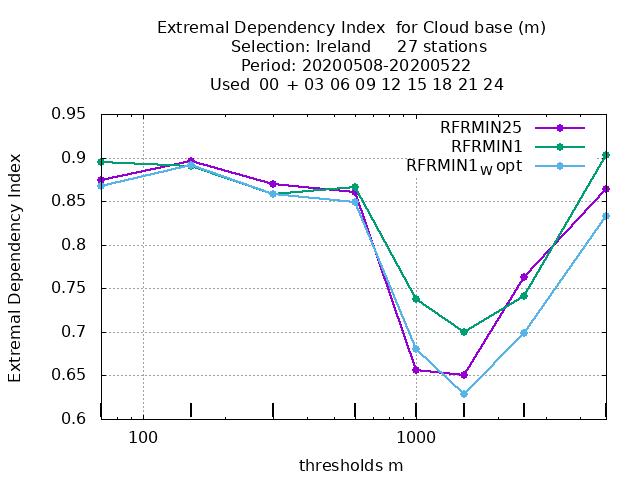 Extremal Dependency Index  for Cloud base (m)
Selection: Ireland     27 stations
Period: 20200508-20200522
Used  00 + 03 06 09 12 15 18 21 24
0.95
0.9
0.85
0.8
0.75
0.7
0.65
0.6
Extremal Dependency Index
RFRMIN25
RFRMIN1
RFRMIN1W opt
100 1000
thresholds m